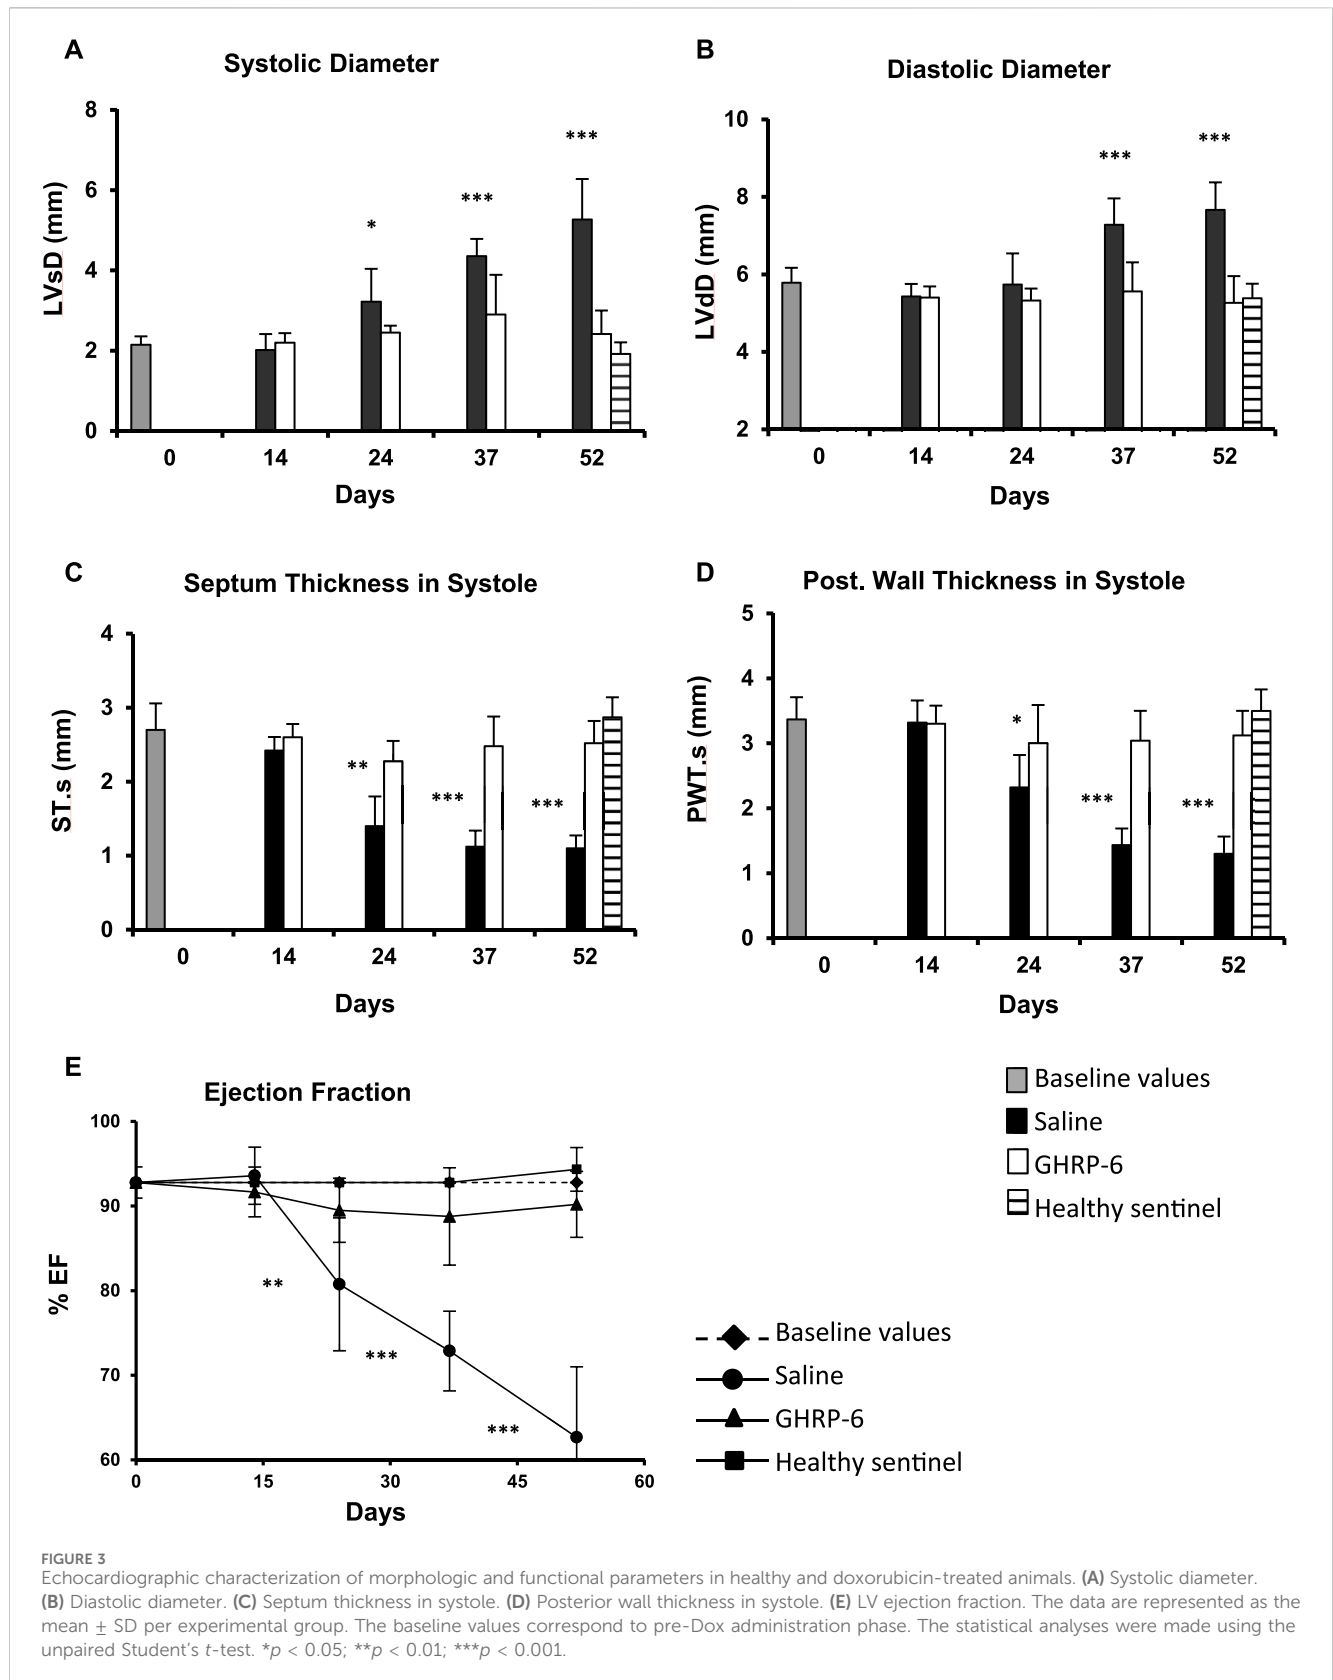 A
Systolic Diameter
8
6
4
2
0
LVsD (mm)
*
***
***
0 14 24 37 52
Days
B
Diastolic Diameter
10
8
6
4
2
LVdD (mm)
***
***
0 14 24 37 52
Days
C
Septum Thickness in Systole
4
3
2
1
0
ST.s (mm)
**
***
***
0 14 24 37 52
Days
D
Post. Wall Thickness in Systole
5
4
3
2
1
0
PWT.s (mm)
*
***
***
0 14 24 37 52
Days
E
Ejection Fraction
100
90
80
70
60
% EF
**
***
***
0 15 30 45 60
Days
Baseline values
Saline
GHRP-6
Healthy sentinel
Baseline values
Saline
GHRP-6
Healthy sentinel
FIGURE 3
Echocardiographic characterization of morphologic and functional parameters in healthy and doxorubicin-treated animals. (A) Systolic diameter.
(B) Diastolic diameter. (C) Septum thickness in systole. (D) Posterior wall thickness in systole. (E) LV ejection fraction. The data are represented as the
mean ± SD per experimental group. The baseline values correspond to pre-Dox administration phase. The statistical analyses were made using the
unpaired Student’s t-test. *p < 0.05; **p < 0.01; ***p < 0.001.